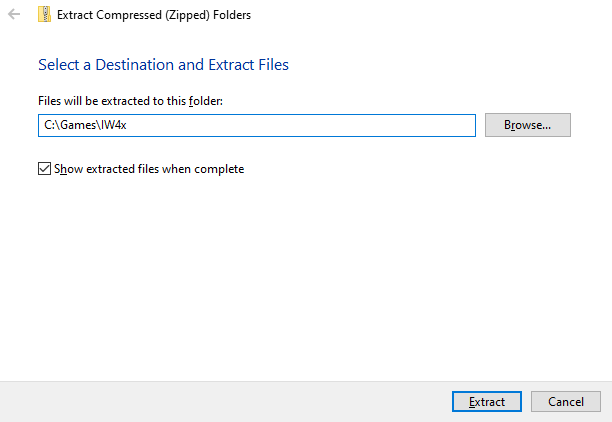 Extract Compressed (Zipped) Folders
Select a Destination and Extract Files
Files will be extracted to this folder:
C:\Games\IW4x
Browse...
Show extracted files when complete
Extract
Cancel